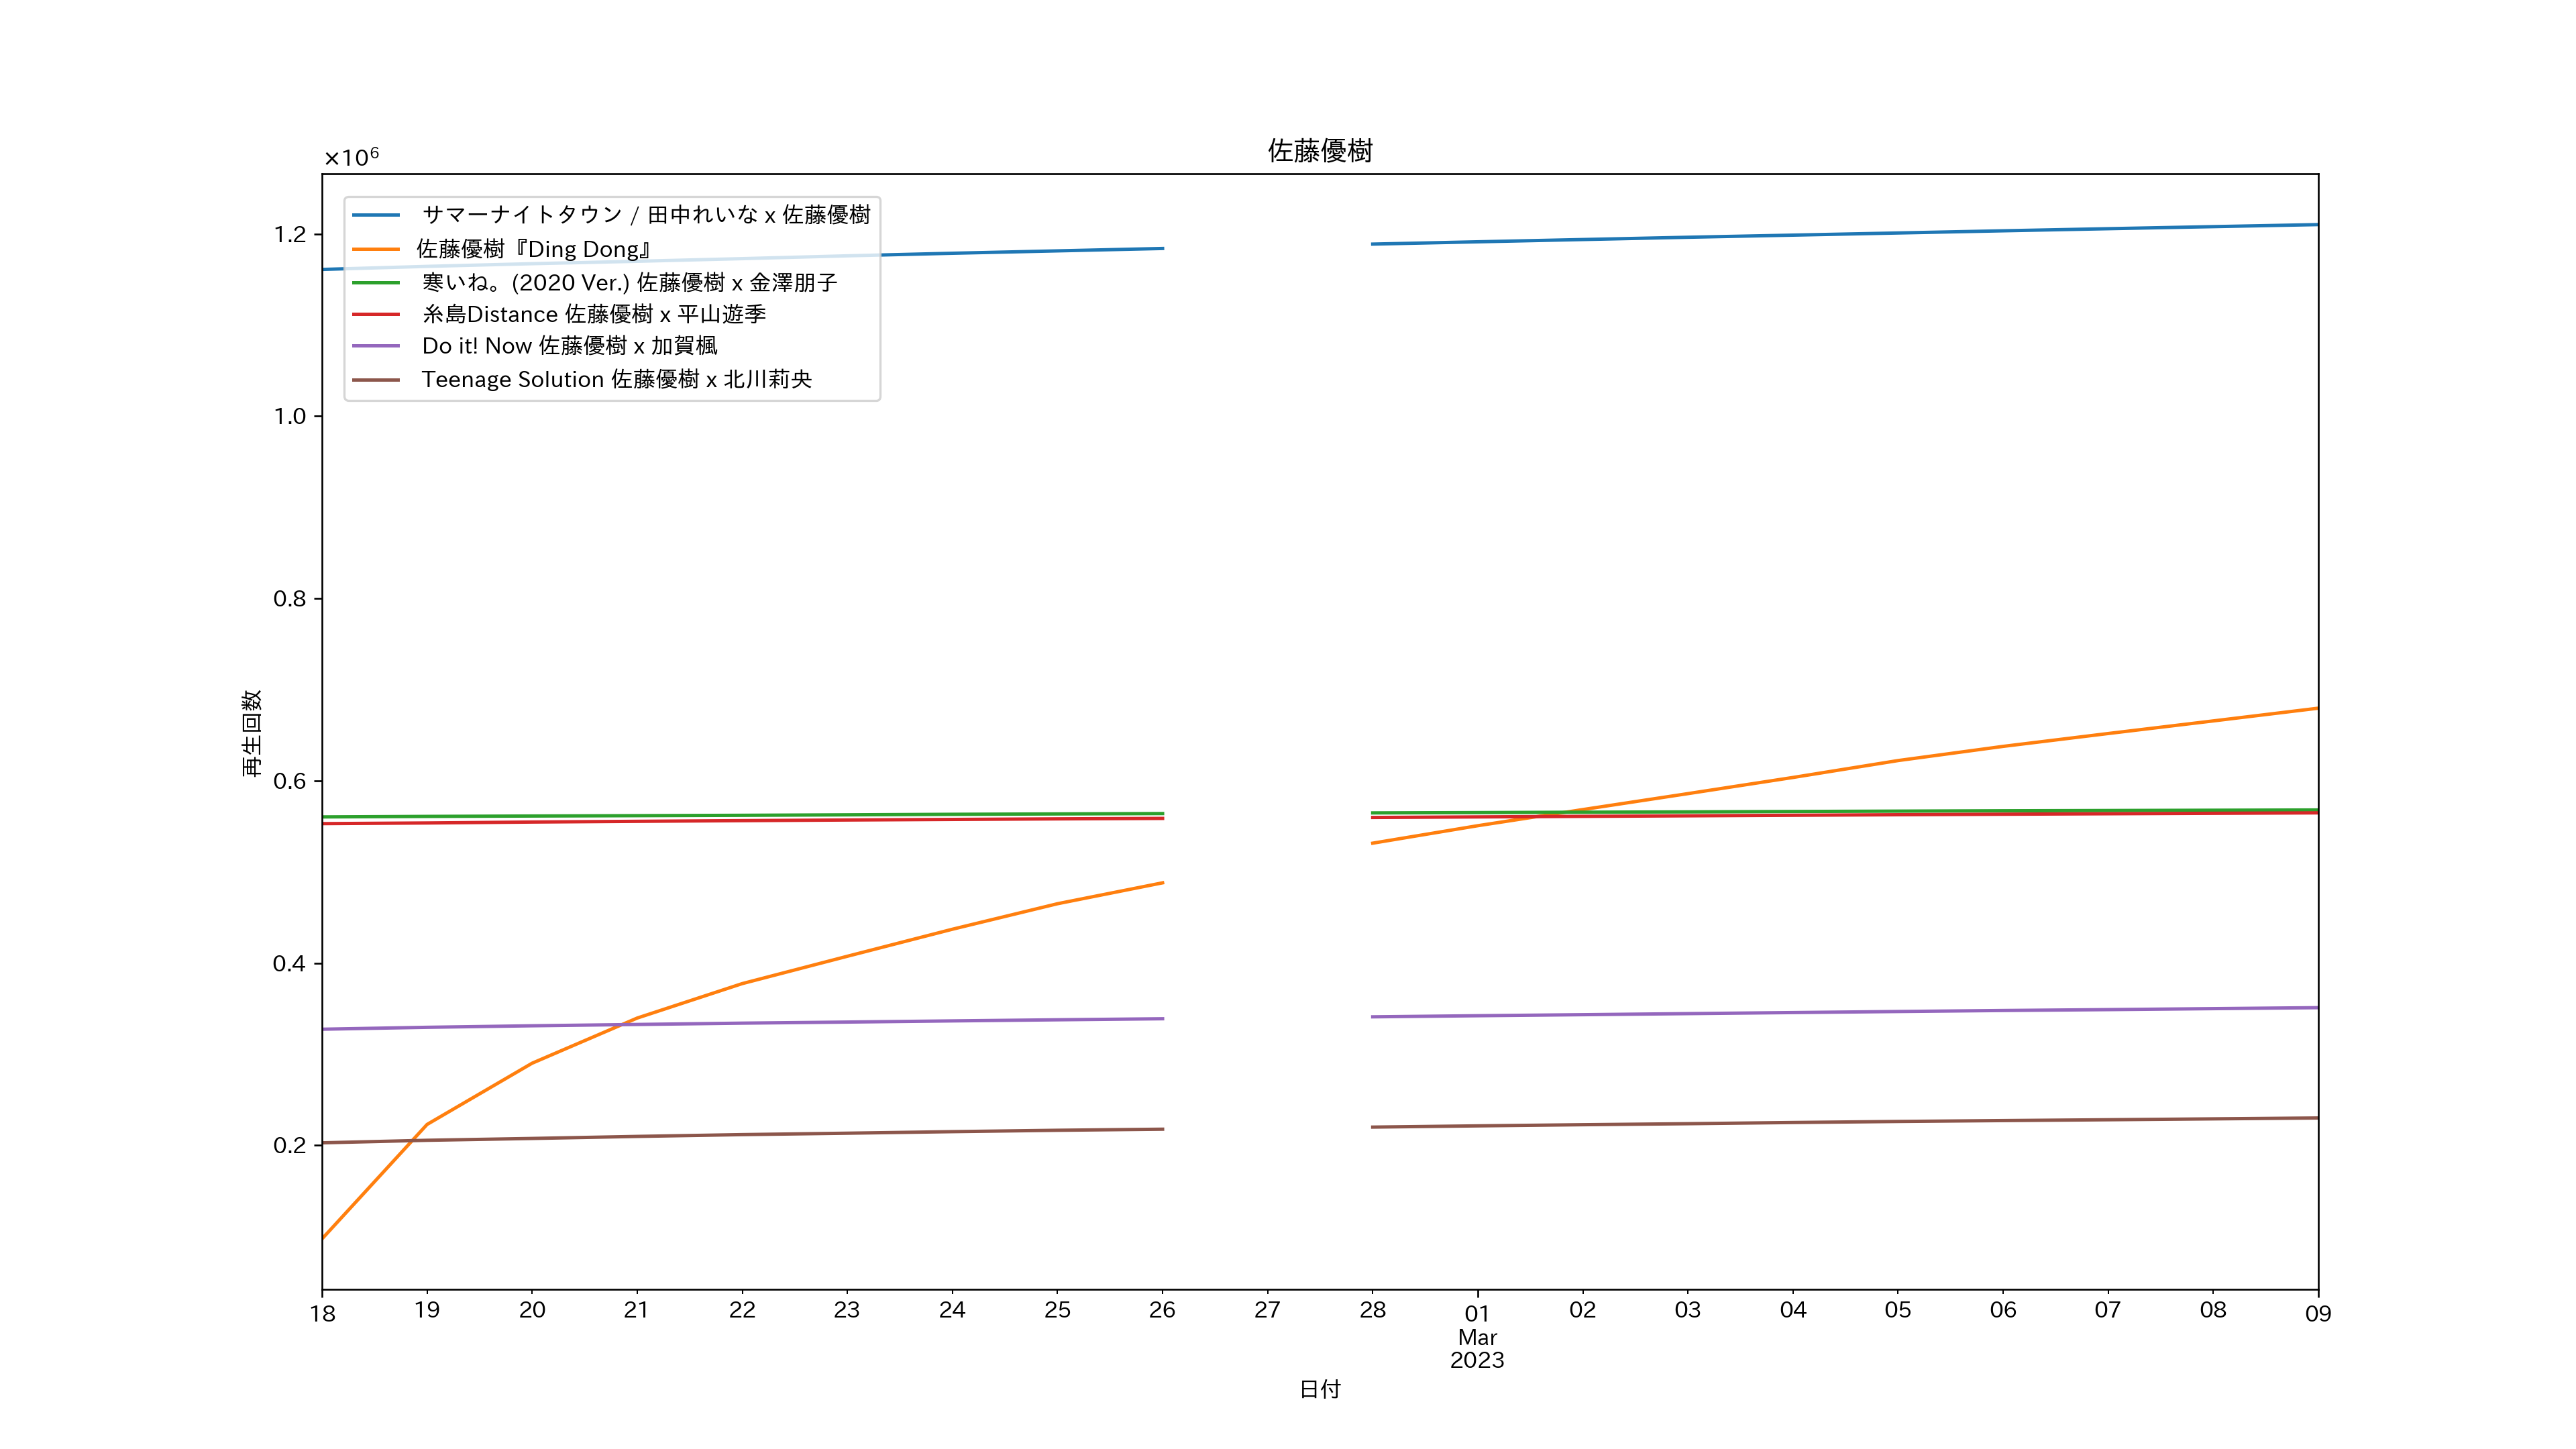 佐藤優樹
×10⁶
サマーナイトタウン / 田中れいな x 佐藤優樹
佐藤優樹『Ding Dong』
寒いね。(2020 Ver.) 佐藤優樹 x 金澤朋子
糸島Distance 佐藤優樹 x 平山遊季
Do it! Now 佐藤優樹 x 加賀楓
Teenage Solution 佐藤優樹 x 北川莉央
1.2
1.0
0.8
0.6
0.4
0.2
再生回数
18 19 20 21 22 23 24 25 26 27 28 01 02 03 04 05 06 07 08 09
Mar
2023
日付